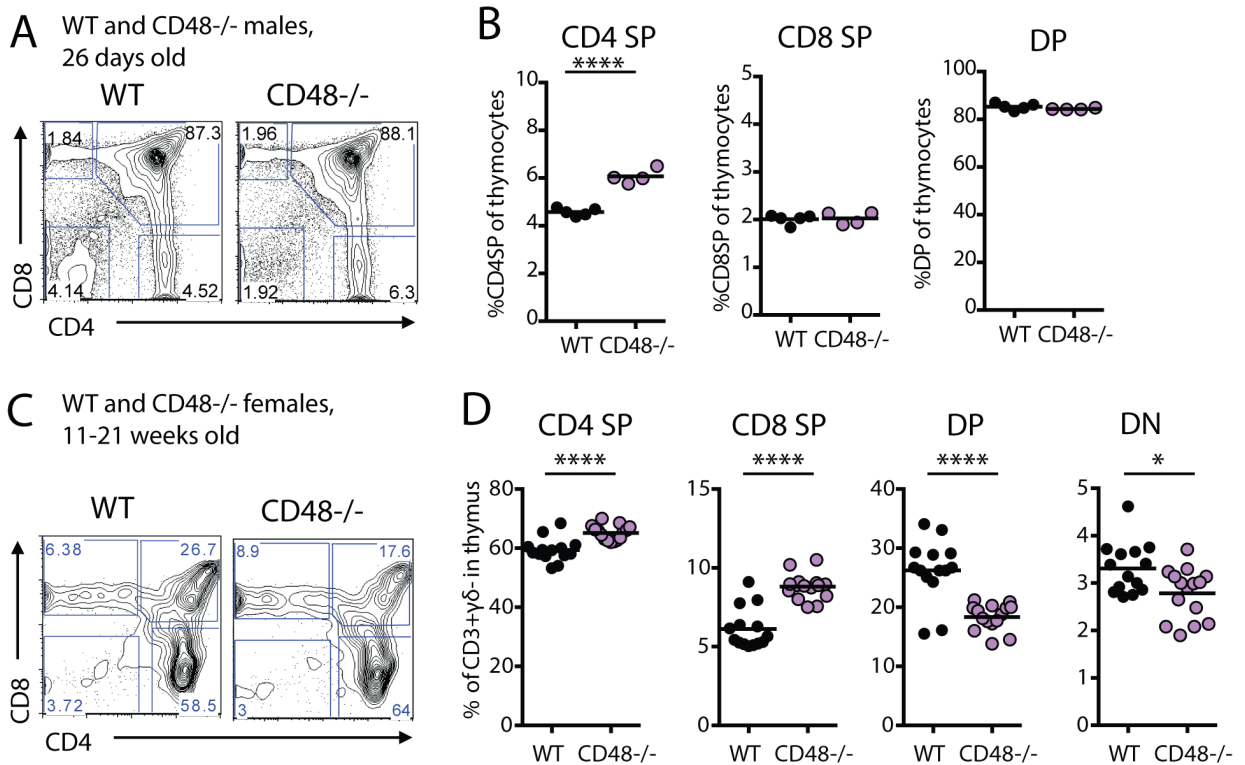 A
WT and CD48-/- males,
26 days old
WT
CD48-/-
1.84
87.3
4.14
4.52
1.96
88.1
1.92
6.3
CD8
CD4
B
CD4 SP
****
%CD4SP of thymocytes
10
8
6
4
2
0
WT CD48-/-
CD8 SP
%CD8SP of thymocytes
5
4
3
2
1
0
WT CD48-/-
DP
%DP of thymocytes
100
80
60
40
20
0
WT CD48-/-
C
WT and CD48-/- females,
11-21 weeks old
WT
CD48-/-
6.38
26.7
3.72
58.5
8.9
17.6
3
64
CD8
CD4
D
CD4 SP
****
% of CD3+γδ- in thymus
80
60
40
20
0
WT CD48-/-
CD8 SP
****
15
10
5
0
WT CD48-/-
DP
****
40
30
20
10
0
WT CD48-/-
DN
*
5
4
3
2
1
0
WT CD48-/-